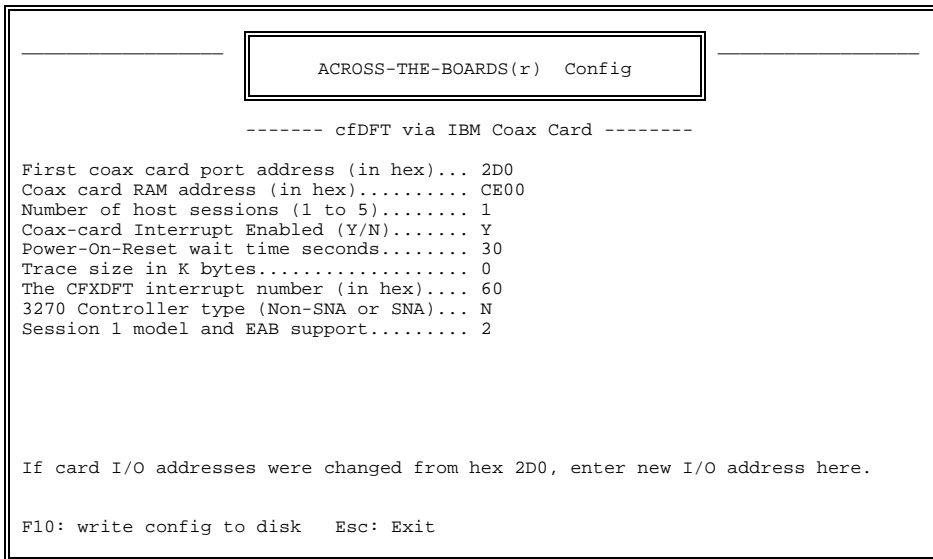 ACROSS-THE-BOARDS(r) Config
------- cfDFT via IBM Coax Card --------
First coax card port address (in hex)... 2D0
Coax card RAM address (in hex).......... CE00
Number of host sessions (1 to 5)........ 1
Coax-card Interrupt Enabled (Y/N)....... Y
Power-On-Reset wait time seconds........ 30
Trace size in K bytes................... 0
The CFXDFT interrupt number (in hex).... 60
3270 Controller type (Non-SNA or SNA)... N
Session 1 model and EAB support......... 2
If card I/O addresses were changed from hex 2D0, enter new I/O address here.
F10: write config to disk   Esc: Exit